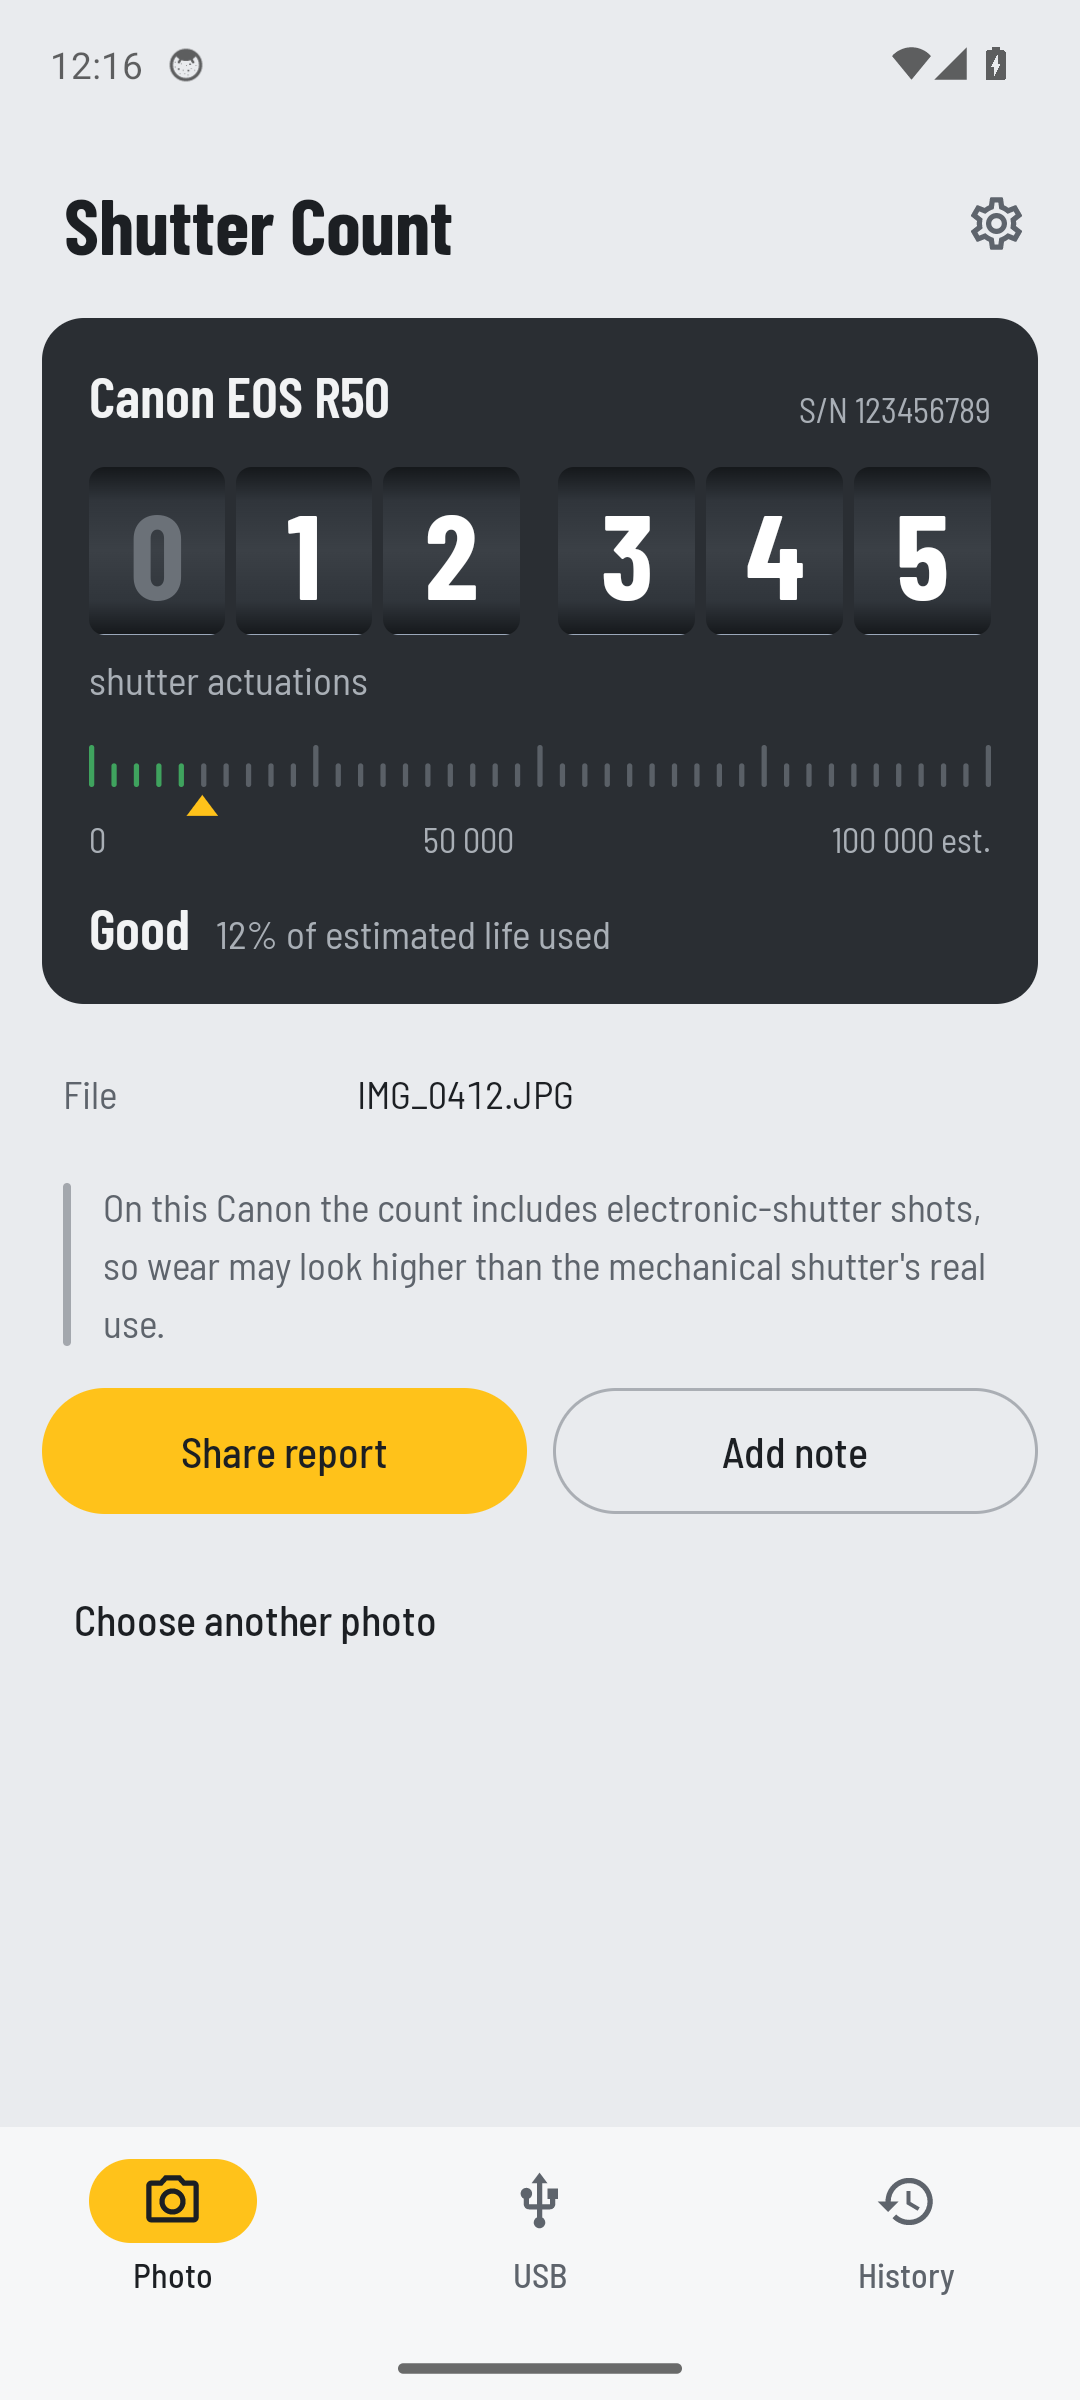 12:16
Shutter Count
Canon EOS R50
S/N 123456789
0 1 2 3 4 5
shutter actuations
0 50 000 100 000 est.
Good 12% of estimated life used
File IMG_0412.JPG
On this Canon the count includes electronic-shutter shots,
so wear may look higher than the mechanical shutter's real
use.
Share report Add note
Choose another photo
Photo USB History